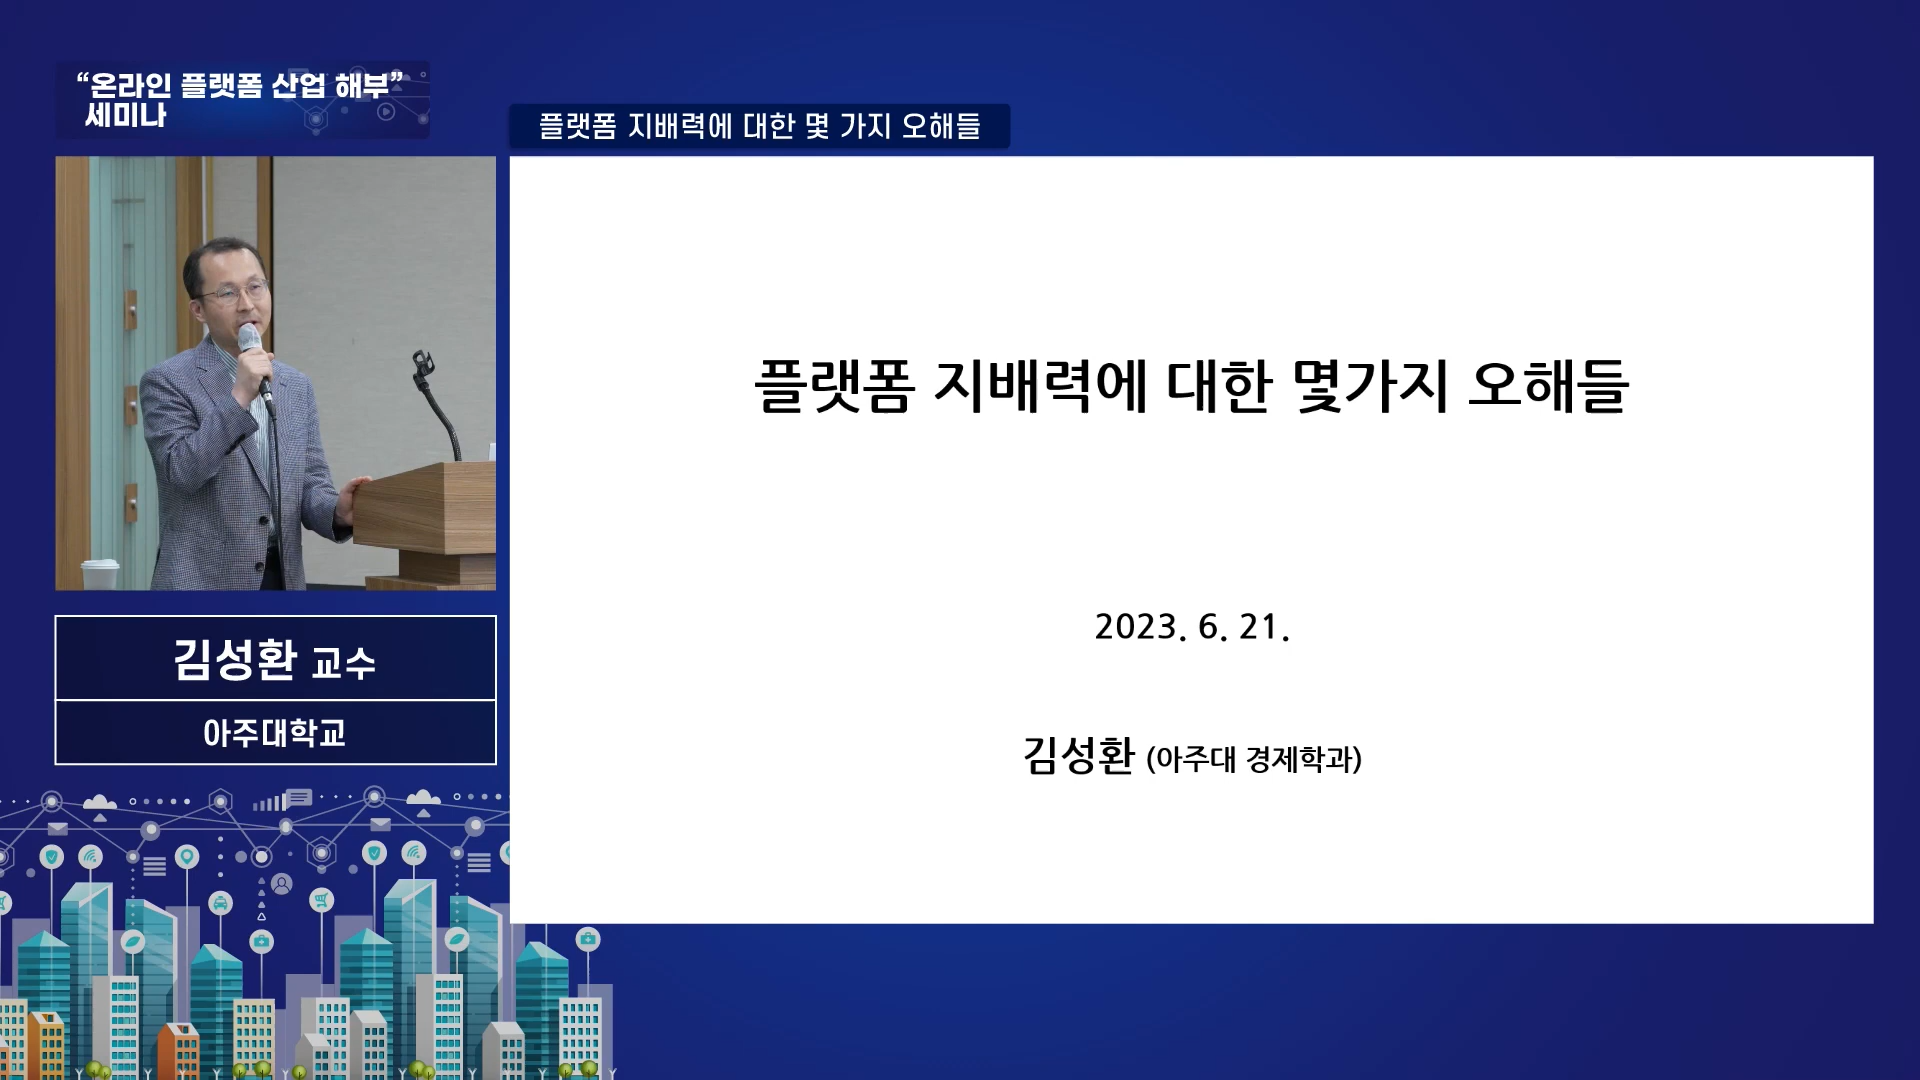 “온라인 플랫폼 산업 해부”
세미나
플랫폼 지배력에 대한 몇 가지 오해들
플랫폼 지배력에 대한 몇가지 오해들
2023. 6. 21.
김성환 (아주대 경제학과)
김성환 교수
아주대학교